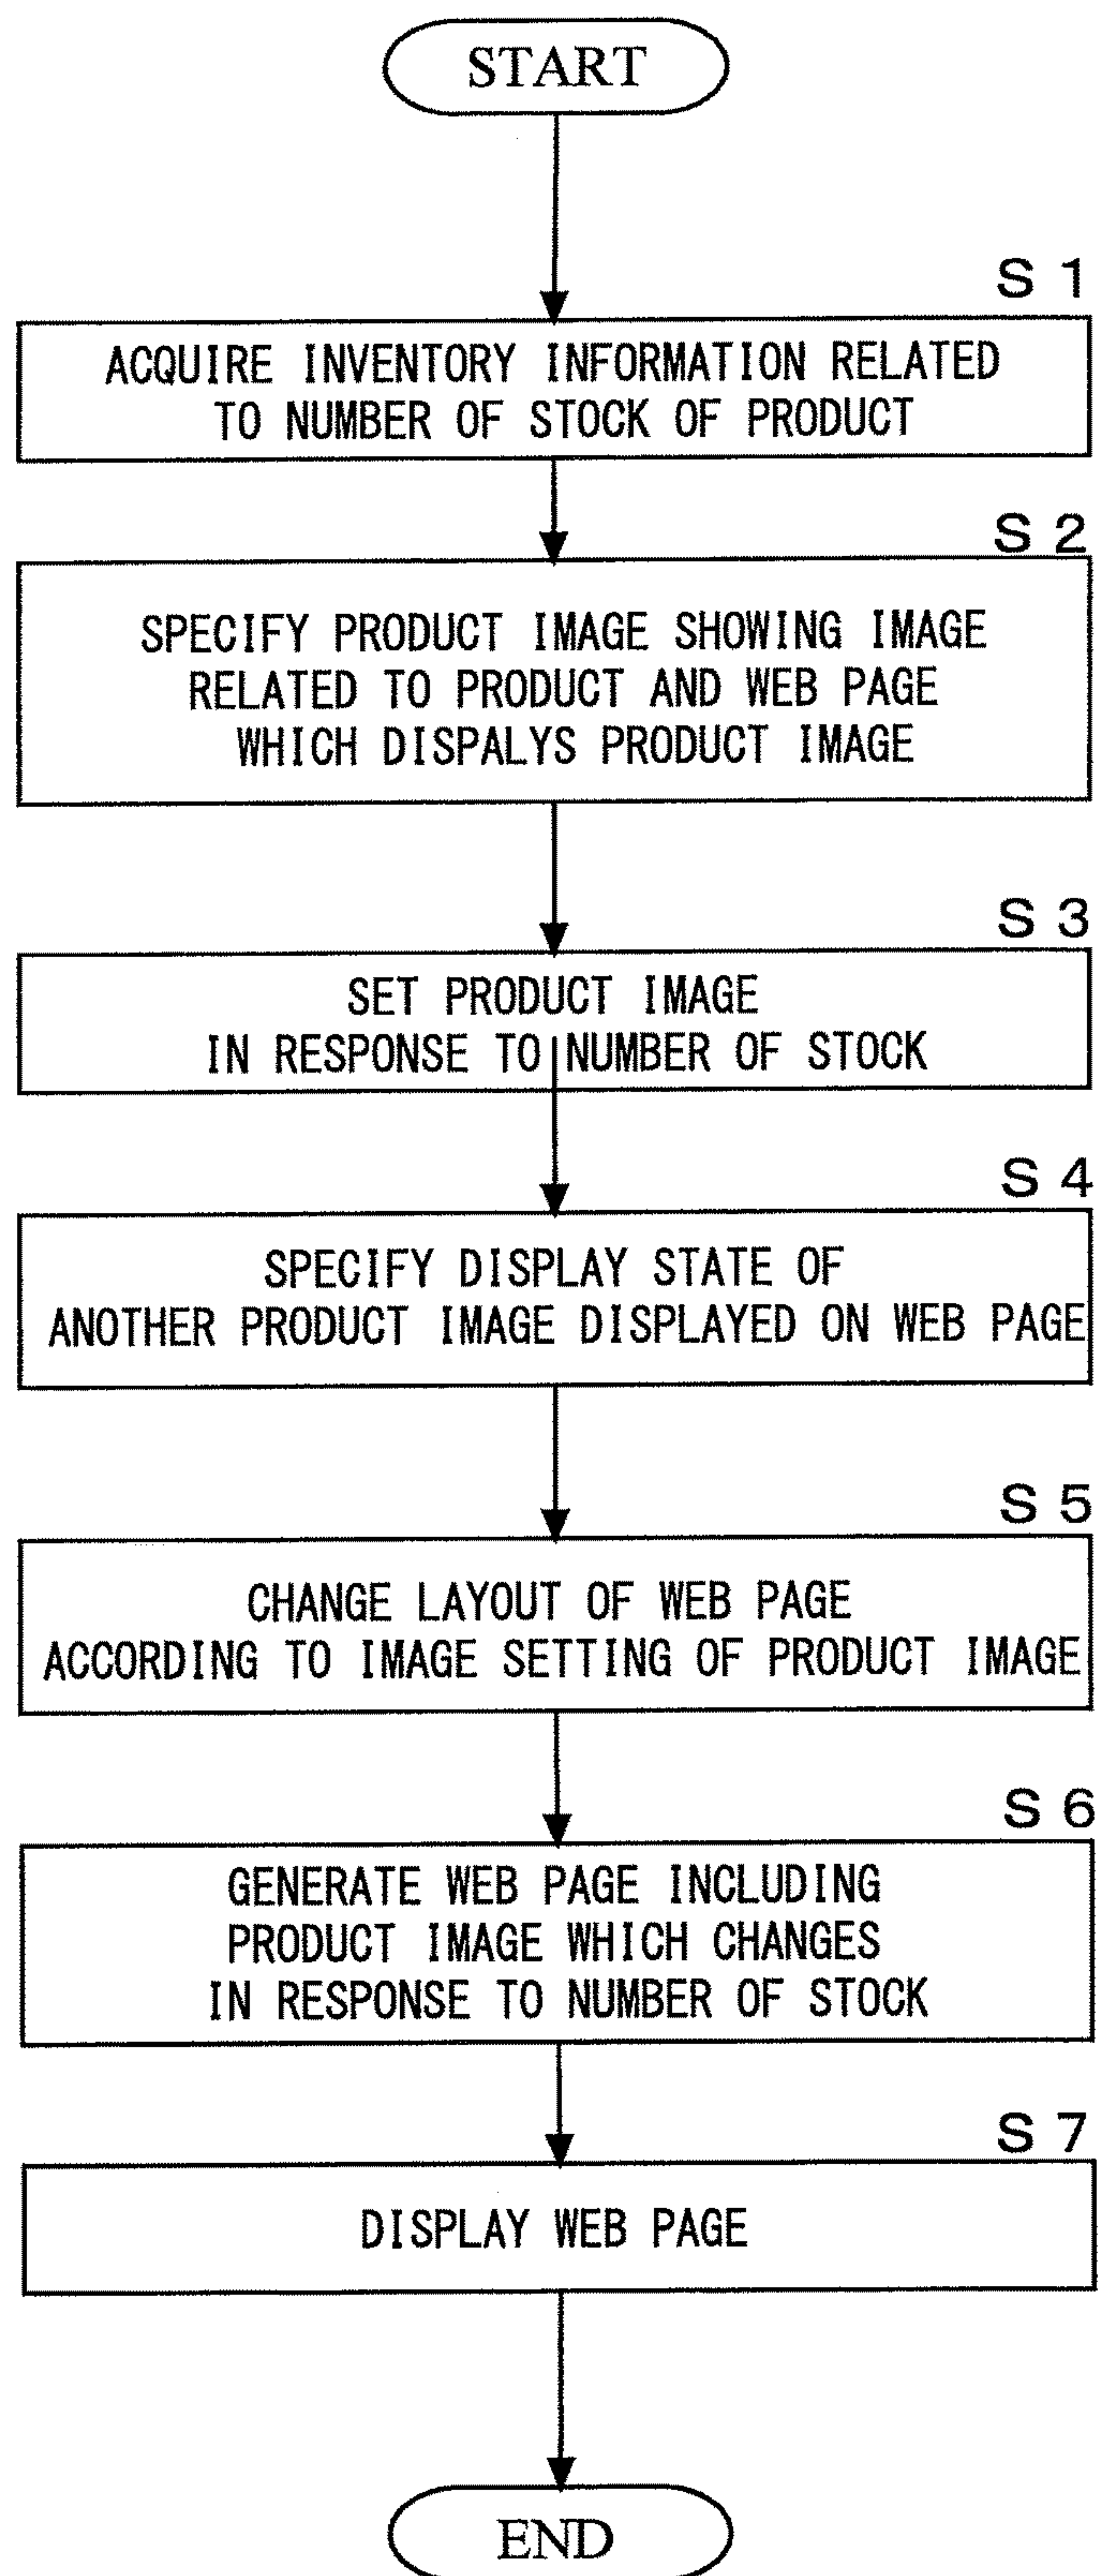 START
S 1
ACQUIRE INVENTORY INFORMATION RELATED
TO NUMBER OF STOCK OF PRODUCT
S 2
SPECIFY PRODUCT IMAGE SHOWING IMAGE
RELATED TO PRODUCT AND WEB PAGE
WHICH DISPALYS PRODUCT IMAGE
S 3
SET PRODUCT IMAGE
IN RESPONSE TO NUMBER OF STOCK
S 4
SPECIFY DISPLAY STATE OF
ANOTHER PRODUCT IMAGE DISPLAYED ON WEB PAGE
S 5
CHANGE LAYOUT OF WEB PAGE
ACCORDING TO IMAGE SETTING OF PRODUCT IMAGE
S 6
GENERATE WEB PAGE INCLUDING
PRODUCT IMAGE WHICH CHANGES
IN RESPONSE TO NUMBER OF STOCK
S 7
DISPLAY WEB PAGE
END